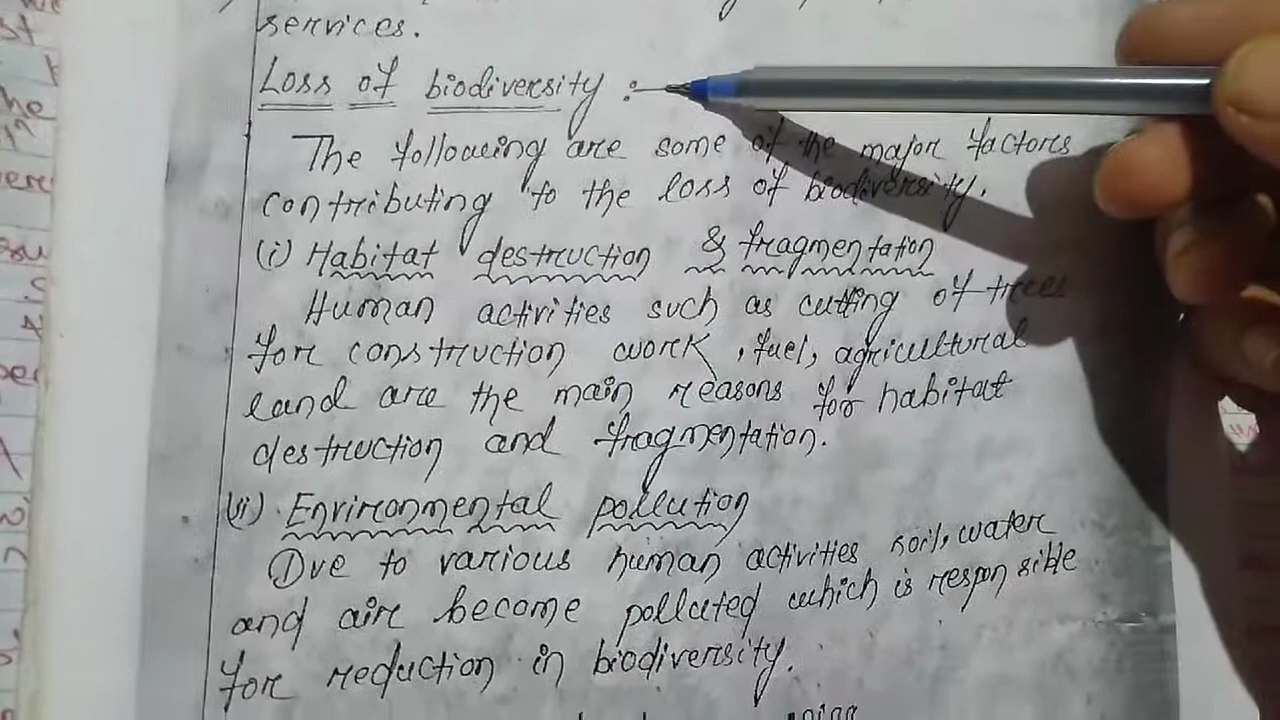 services.
Loss of biodiversity :-
The following are some of the major factors
contributing to the loss of biodiversity.
(i) Habitat destruction & fragmentation
Human activities such as cutting of trees
for construction work, fuel, agricultural
land are the main reasons for habitat
destruction and fragmentation.
(ii) Environmental pollution
Due to various human activities soil, water
and air become polluted which is responsible
for reduction in biodiversity.